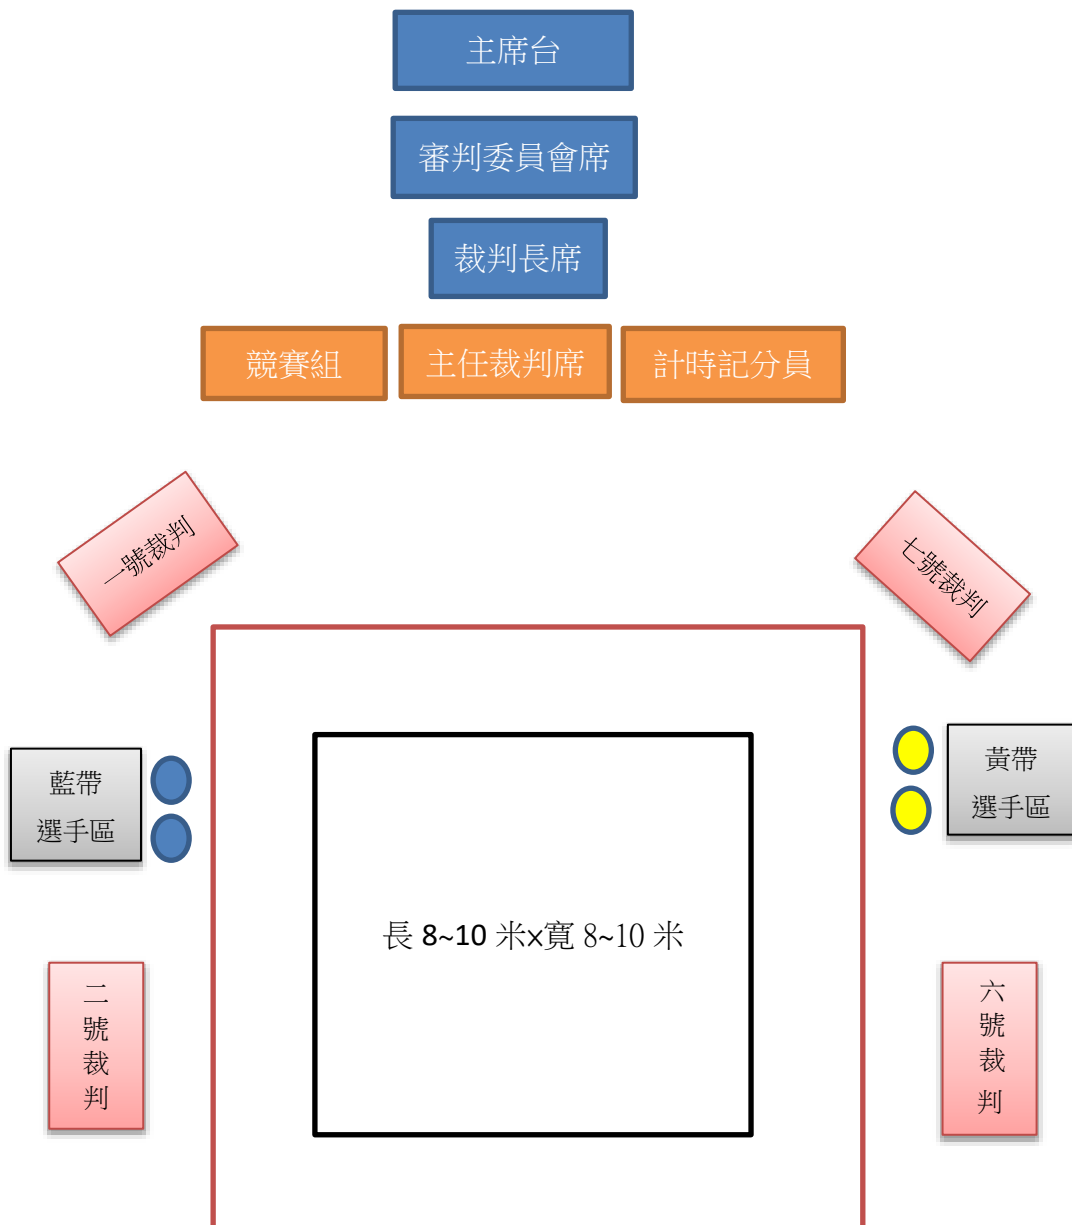 主席台
審判委員會席
裁判長席
競賽組
主任裁判席
計時記分員
一號裁判
七號裁判
藍帶
選手區
黃帶
選手區
長 8~10 米x寬 8~10 米
二號裁判
六號裁判